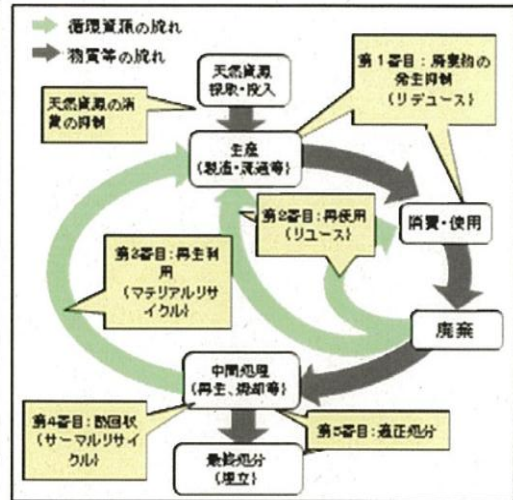 循環資源の流れ
物質等の流れ
天然資源
採取・投入
第1番目：廃棄物の
発生抑制
(リデュース)
天然資源の消
費の抑制
生産
(製造・流通等)
第2番目：再使用
(リユース)
消費・使用
第3番目：再生利
用
(マテリアルリサ
イクル)
廃棄
中間処理
(再生、焼却等)
第4番目：熱回収
(サーマルリサイ
クル)
第5番目：適正処分
最終処分
(埋立)